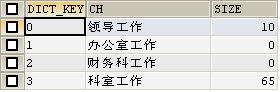 DICT_KEY CH SIZE
0 领导工作 10
1 办公室工作 0
2 财务科工作 0
3 科室工作 65